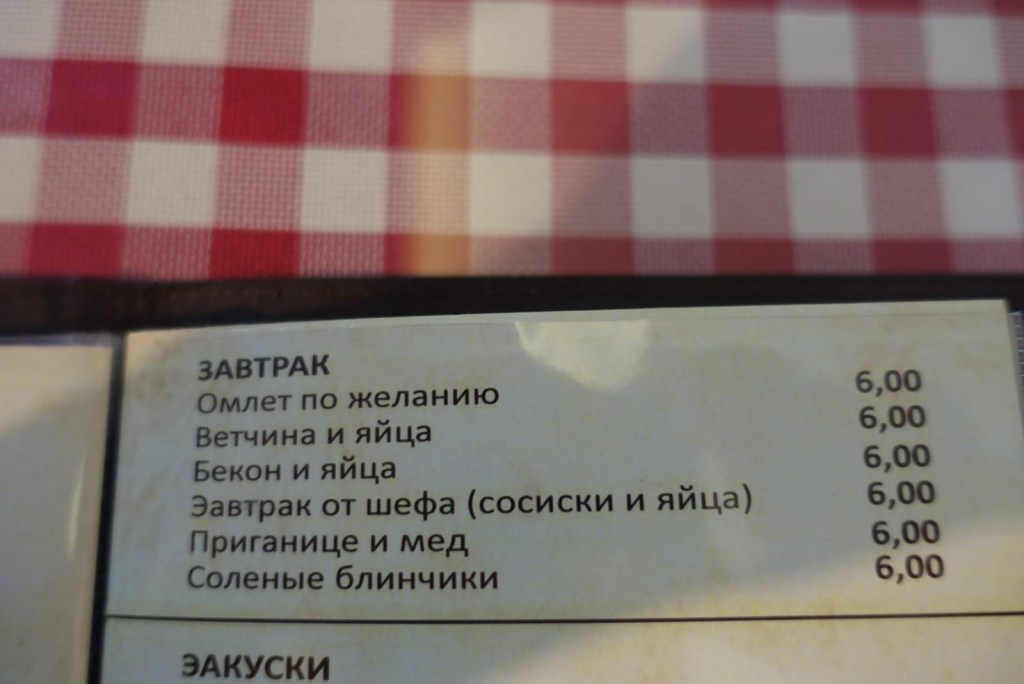 ЗАВТРАК
Омлет по желанию 6,00
Ветчина и яйца 6,00
Бекон и яйца 6,00
Эавтрак от шефа (сосиски и яйца) 6,00
Приганице и мед 6,00
Соленые блинчики 6,00
ЭАКУСКИ